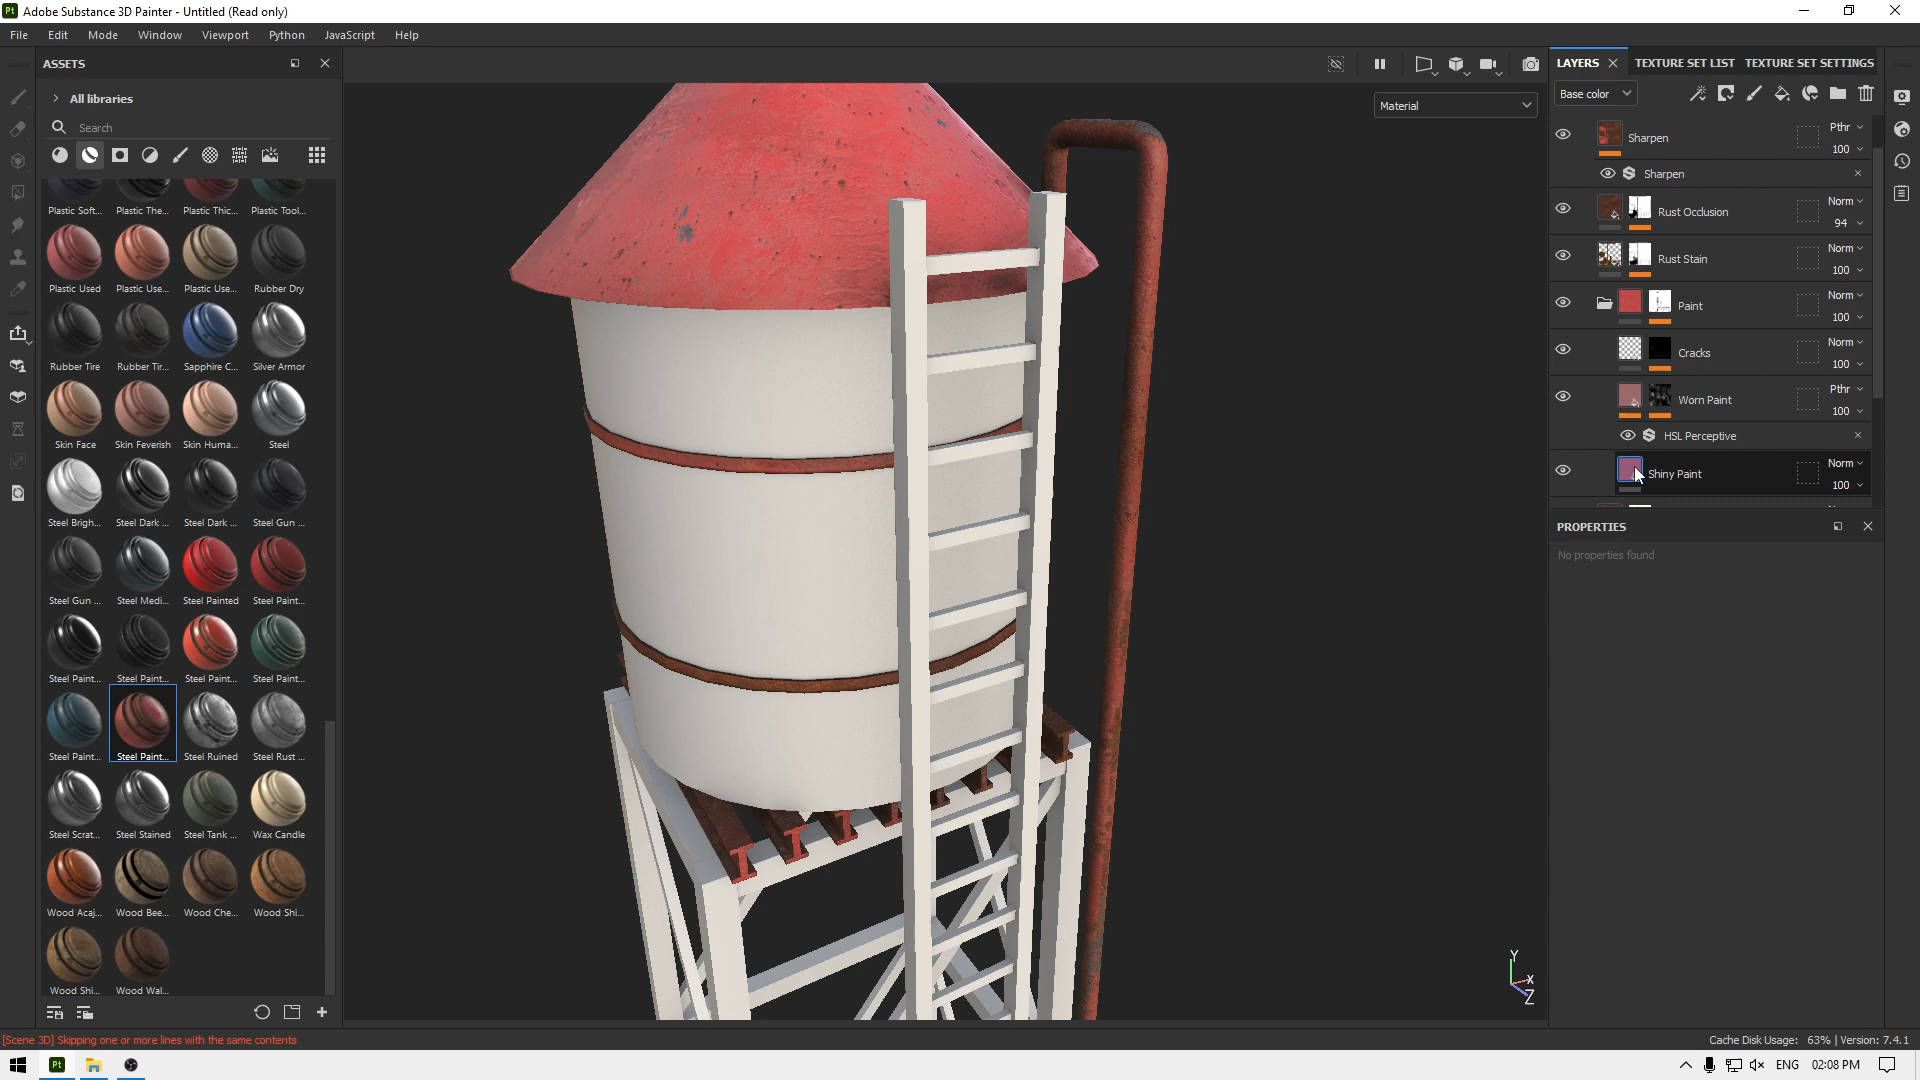 Adobe Substance 3D Painter - Untitled (Read only)
File Edit Mode Window Viewport Python JavaScript Help
ASSETS
All libraries
Search
Plastic Soft... Plastic The... Plastic Thic... Plastic Tool...
Plastic Used Plastic Use... Plastic Use... Rubber Dry
Rubber Tire Rubber Tir... Sapphire C... Silver Armor
Skin Face Skin Feverish Skin Huma... Steel
Steel Brigh... Steel Dark ... Steel Dark ... Steel Gun ...
Steel Gun ... Steel Medi... Steel Painted Steel Paint...
Steel Paint... Steel Paint... Steel Paint... Steel Paint...
Steel Paint... Steel Paint... Steel Ruined Steel Rust ...
Steel Scrat... Steel Stained Steel Tank ... Wax Candle
Wood Acaj... Wood Bee... Wood Che... Wood Shi...
Wood Shi... Wood Wal...
Material
Y
X
Z
LAYERS TEXTURE SET LIST TEXTURE SET SETTINGS
Base color
Sharpen Pthr
100
Sharpen
Rust Occlusion Norm
94
Rust Stain Norm
100
Paint Norm
100
Cracks Norm
100
Worn Paint Pthr
100
HSL Perceptive
Shiny Paint Norm
100
PROPERTIES
No properties found
[Scene 3D] Skipping one or more lines with the same contents
Cache Disk Usage: 63% | Version: 7.4.1
Pt
ENG 02:08 PM